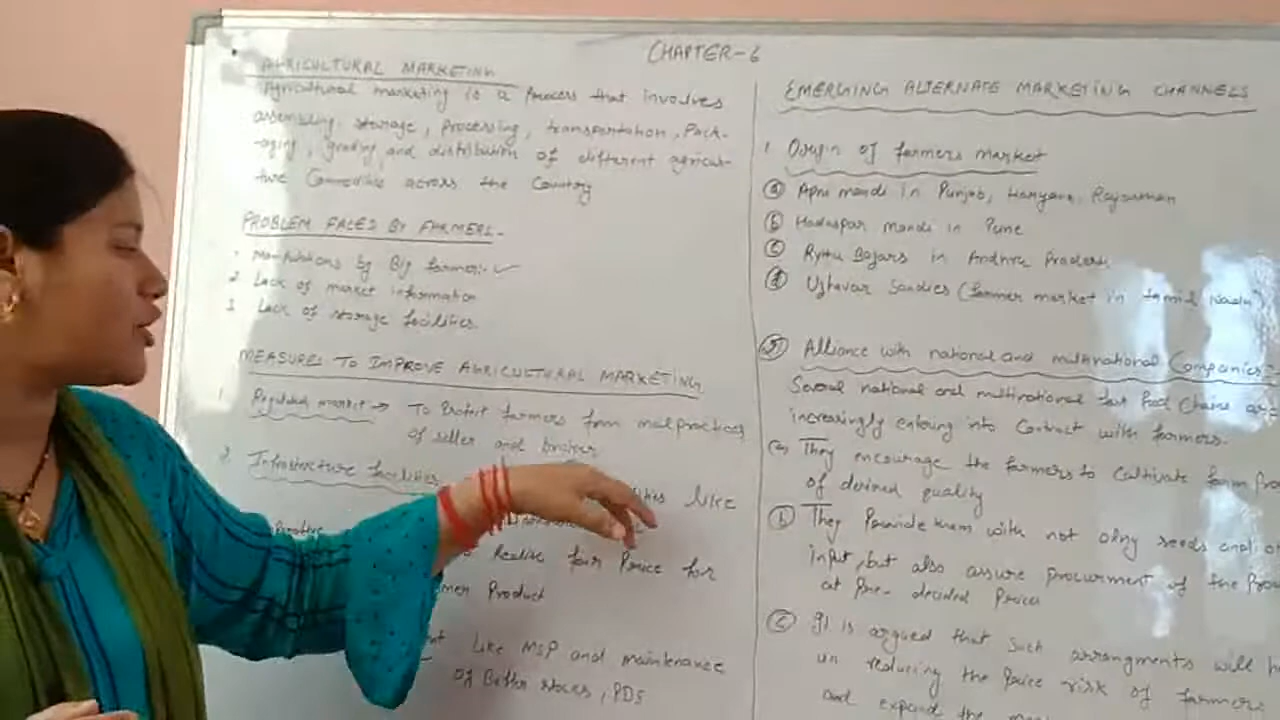 CHAPTER-6
AGRICULTURAL MARKETING
Agricultural marketing is a Process that involves
assembling, storage, Processing, transportation, Pack-
-aging, grading and distribution of different agricul-
ture Commodities across the Country
PROBLEM FACES BY FARMERS-
1 Manipulations by Big farmers:-
2 Lack of market information
3 Lack of storage facilities.
MEASURES TO IMPROVE AGRICULTURAL MARKETING
1 Regulated market → To Protect farmers from malpractices
of seller and broker
2. Infrastructure facilities
like
Realise fair Price for
Product
Like MSP and maintenance
of Buffer stocks, PDS
EMERGING ALTERNATE MARKETING CHANNELS
1. Origin of farmers market
(a) Apni mandi in Punjab, Haryana, Rajasthan
(b) Hadaspar mandi in Pune
(c) Rythu Bajars in Andhra Pradesh
(d) Uzhavar Sandies (farmer market in Tamil Nadu)
(2) Alliance with national and multinational Companies:-
Several national and multinational fast Food Chains are
increasingly entering into Contract with farmers.
(a) They encourage the farmers to Cultivate farm
of desired quality
(b) They Provide them with not olny seeds and
input, but also assure procurment of the
at Pre-decided Prices
(c) It is argued that such arrangments will
in reducing the Price risk of farmers
and expand the